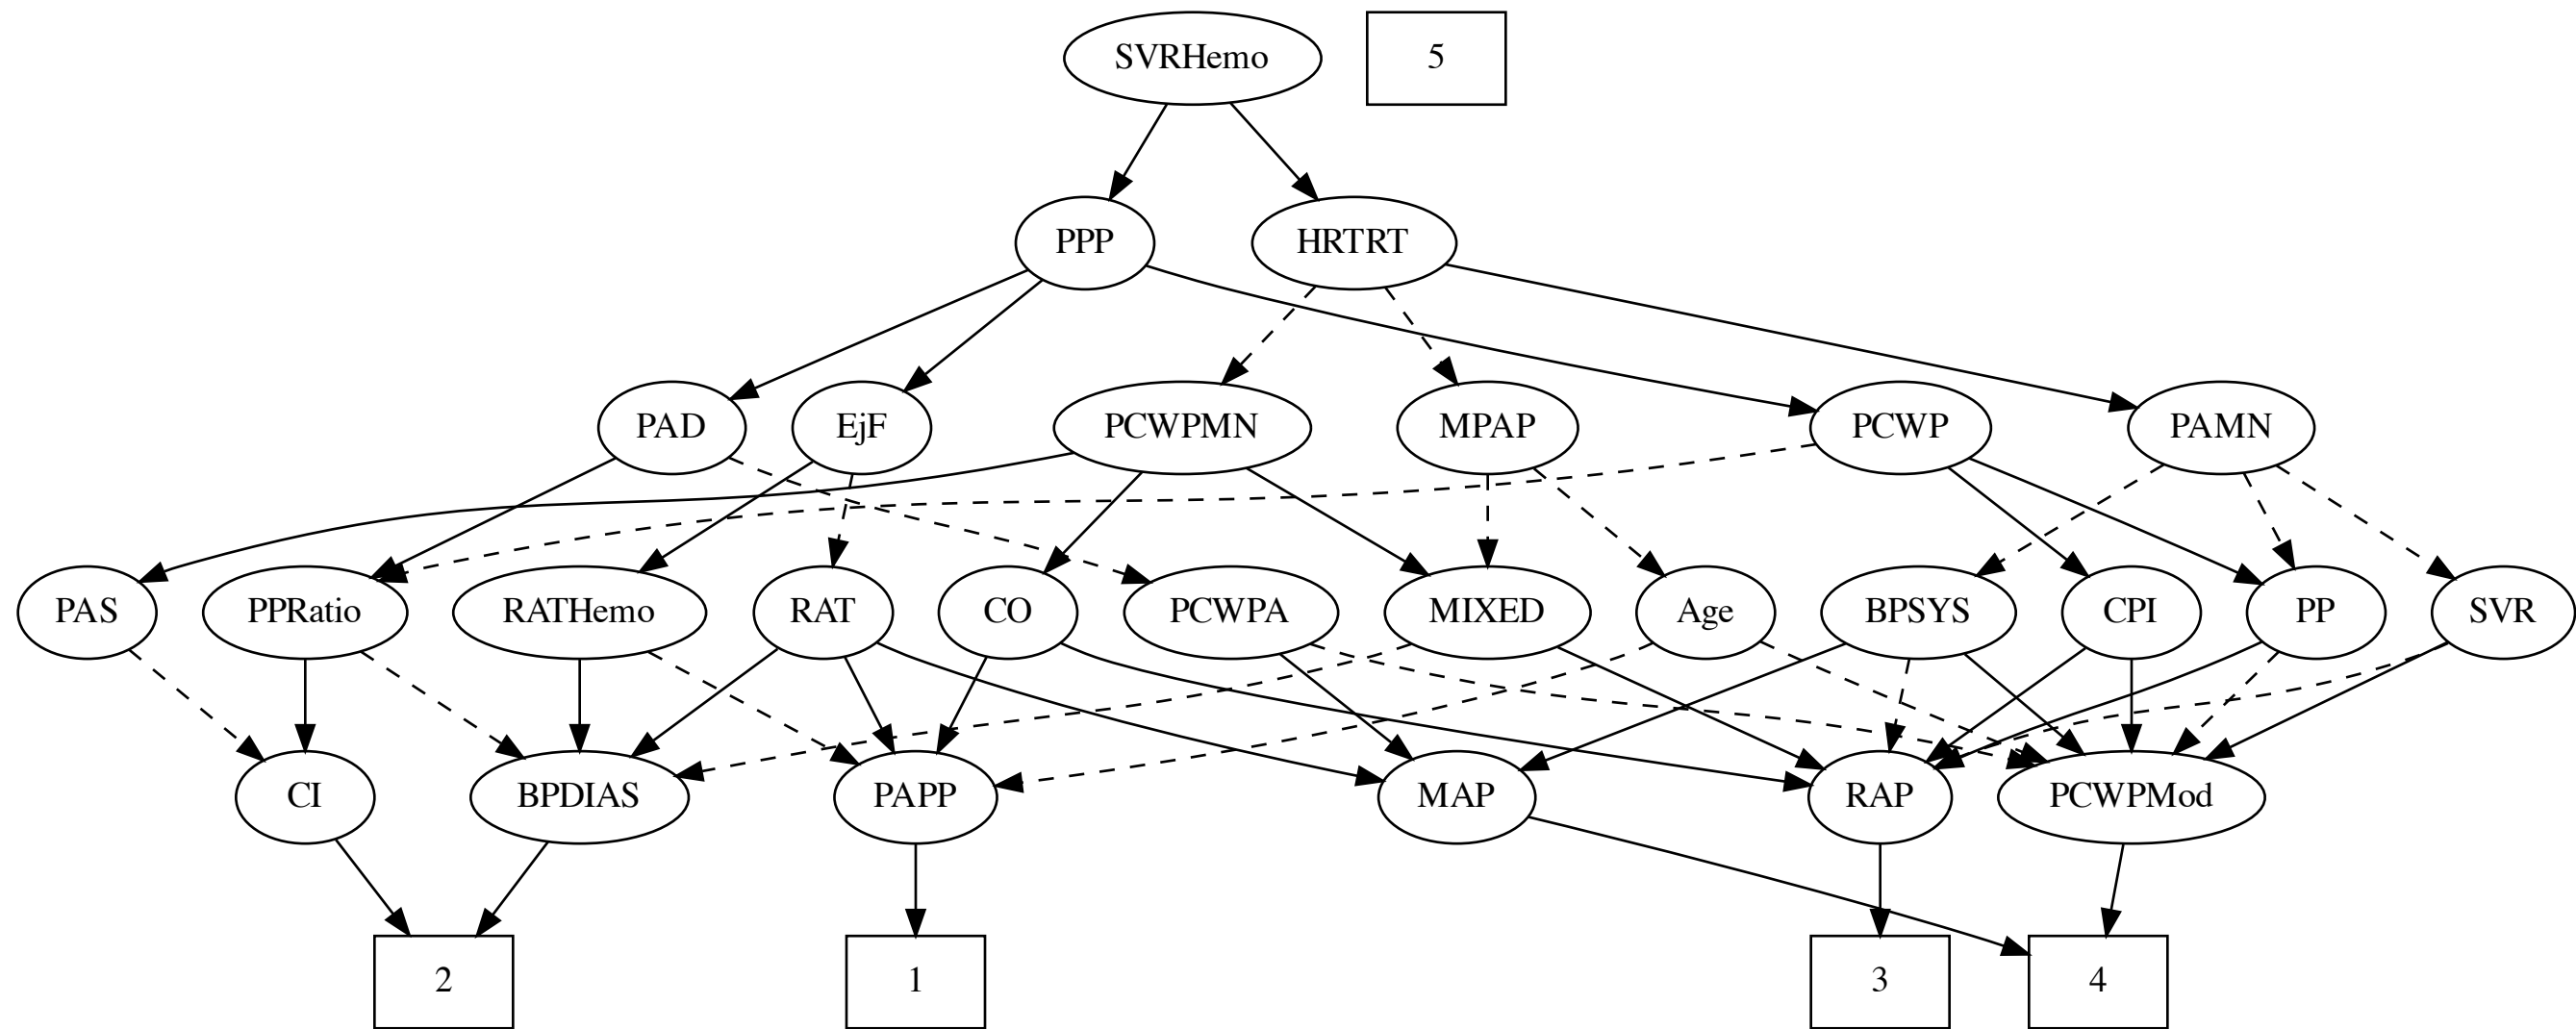 SVRHemo
5
PPP
HRTRT
PAD
EjF
PCWPMN
MPAP
PCWP
PAMN
PAS
PPRatio
RATHemo
RAT
CO
PCWPA
MIXED
Age
BPSYS
CPI
PP
SVR
CI
BPDIAS
PAPP
MAP
RAP
PCWPMod
2
1
3
4